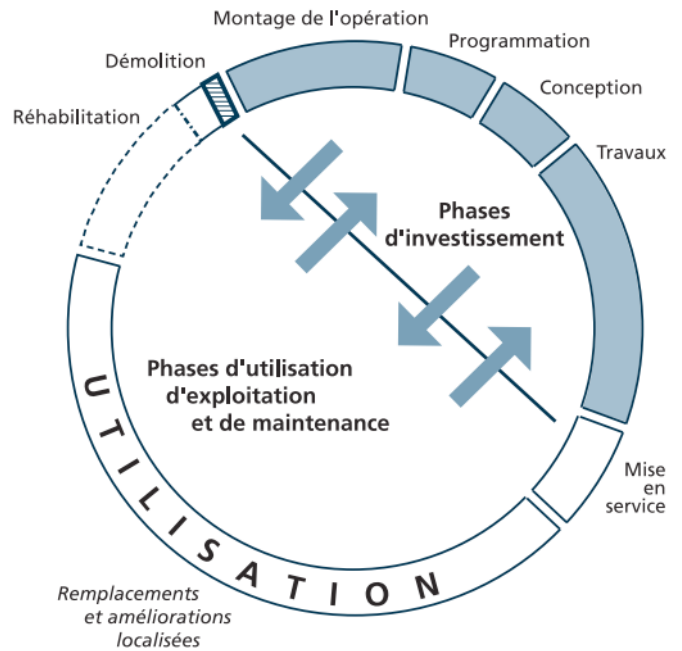 Montage de l'opération
Programmation
Démolition
Conception
Réhabilitation
Travaux
Phases
d'investissement
Phases d'utilisation
d'exploitation
et de maintenance
UTILISATION
Mise
en
service
Remplacements
et améliorations
localisées